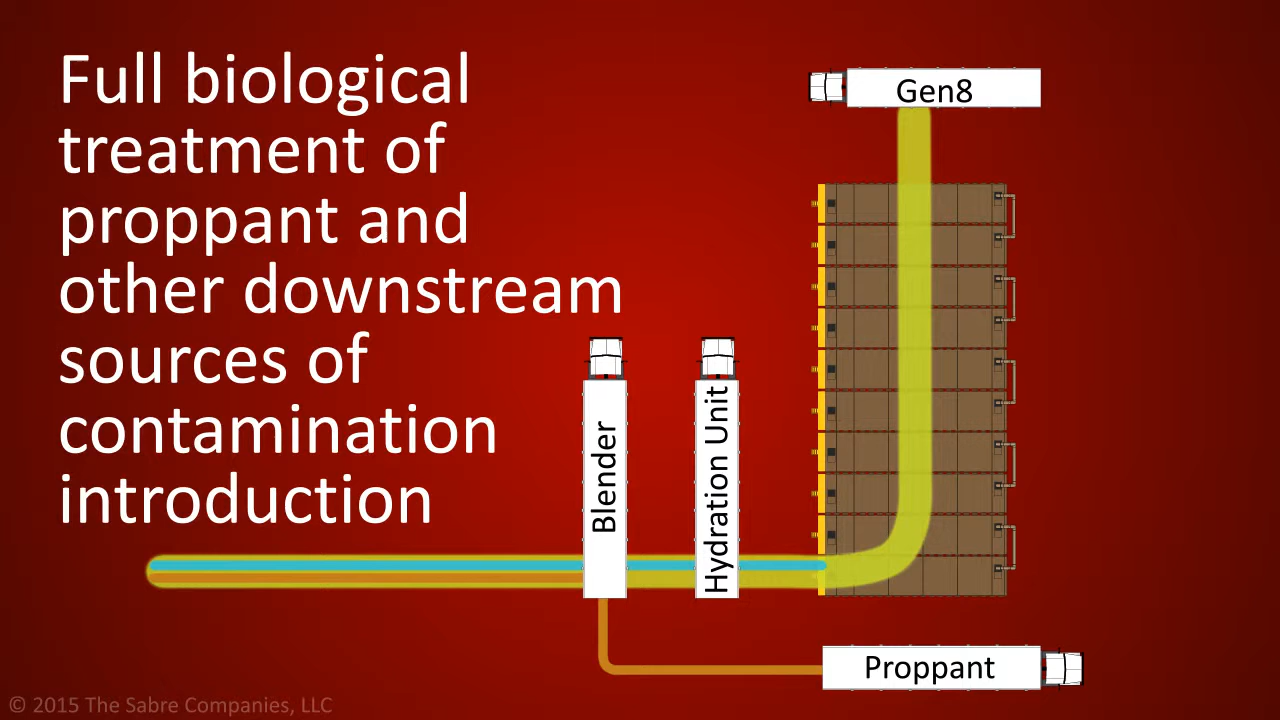 Full biological
treatment of
proppant and
other downstream
sources of
contamination
introduction
Gen8
Blender
Hydration Unit
Proppant
© 2015 The Sabre Companies, LLC